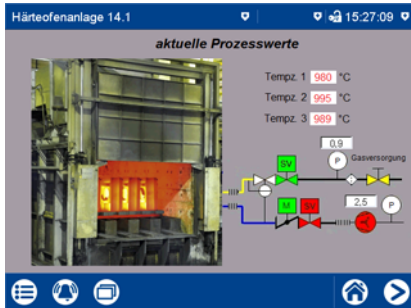 Härteofenanlage 14.1
15:27:09
aktuelle Prozesswerte
Tempz. 1 980 °C
Tempz. 2 995 °C
Tempz. 3 989 °C
0,9
Gasversorgung
SV
P
2,5
M
SV
P